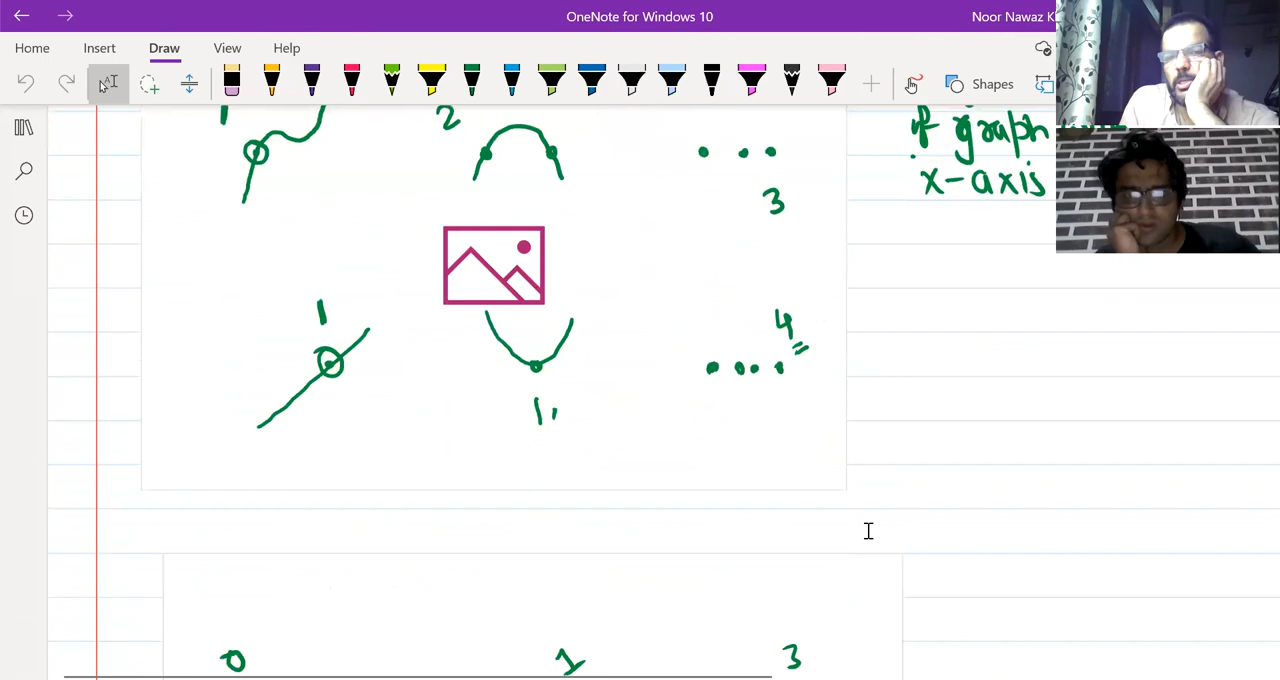 OneNote for Windows 10
Noor Nawaz K
Home Insert Draw View Help
Shapes
2
if graph
x-axis
3
1
4
1
0 1 3